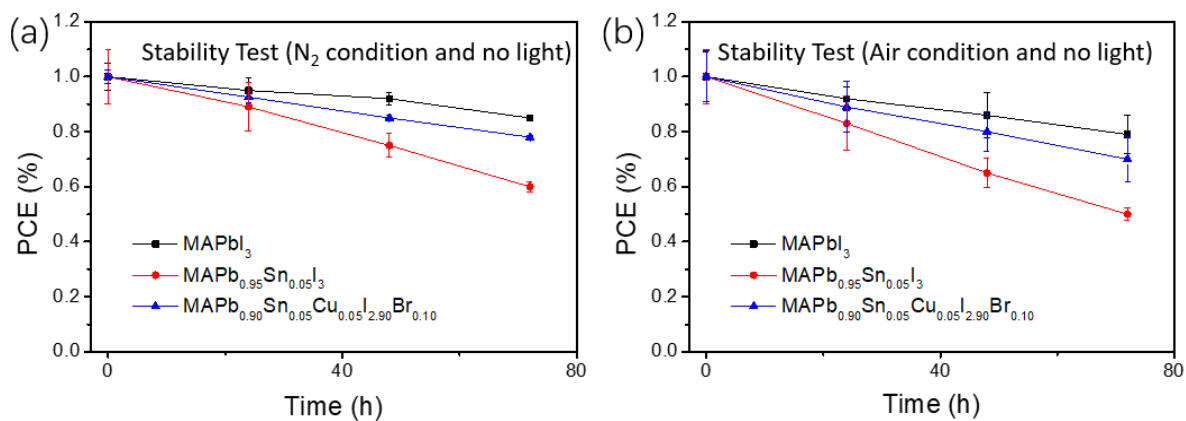 (a)
Stability Test (N₂ condition and no light)
1.2
1.0
0.8
0.6
0.4
0.2
0.0
PCE (%)
MAPbI₃
MAPb₀.₉₅Sn₀.₀₅I₃
MAPb₀.₉₀Sn₀.₀₅Cu₀.₀₅I₂.₉₀Br₀.₁₀
0
40
80
Time (h)
(b)
Stability Test (Air condition and no light)
1.2
1.0
0.8
0.6
0.4
0.2
0.0
PCE (%)
MAPbI₃
MAPb₀.₉₅Sn₀.₀₅I₃
MAPb₀.₉₀Sn₀.₀₅Cu₀.₀₅I₂.₉₀Br₀.₁₀
0
40
80
Time (h)